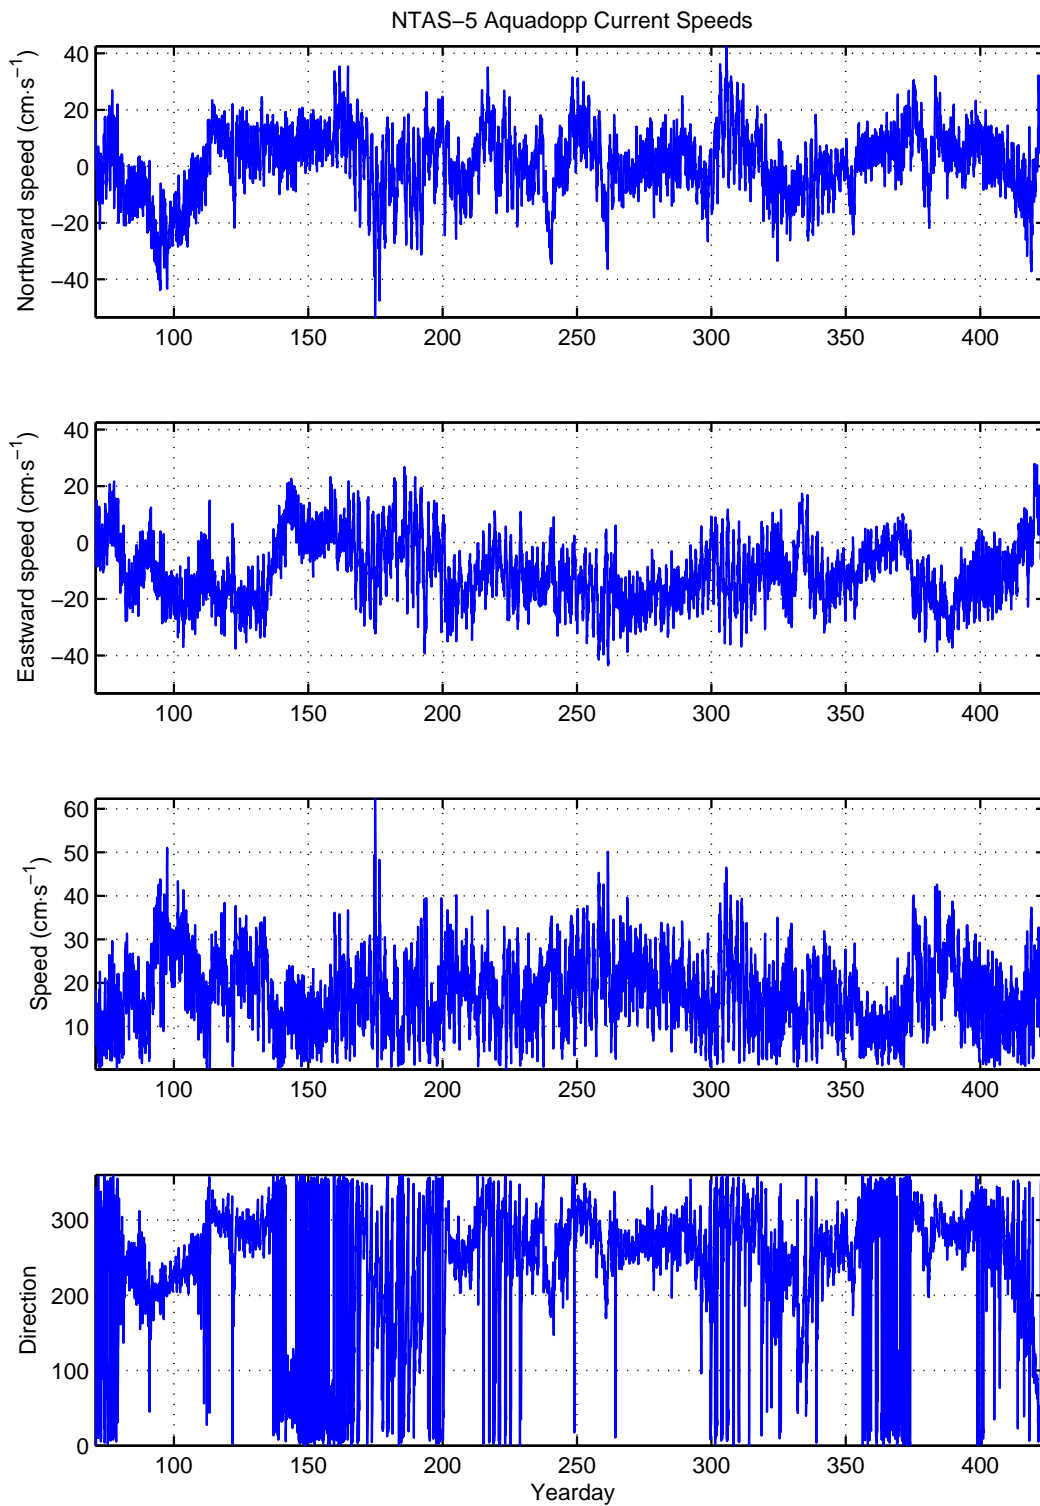 NTAS−5 Aquadopp Current Speeds
Northward speed (cm·s⁻¹)
40
20
0
−20
−40
100 150 200 250 300 350 400
Eastward speed (cm·s⁻¹)
40
20
0
−20
−40
100 150 200 250 300 350 400
Speed (cm·s⁻¹)
60
50
40
30
20
10
100 150 200 250 300 350 400
Direction
300
200
100
0
100 150 200 250 300 350 400
Yearday